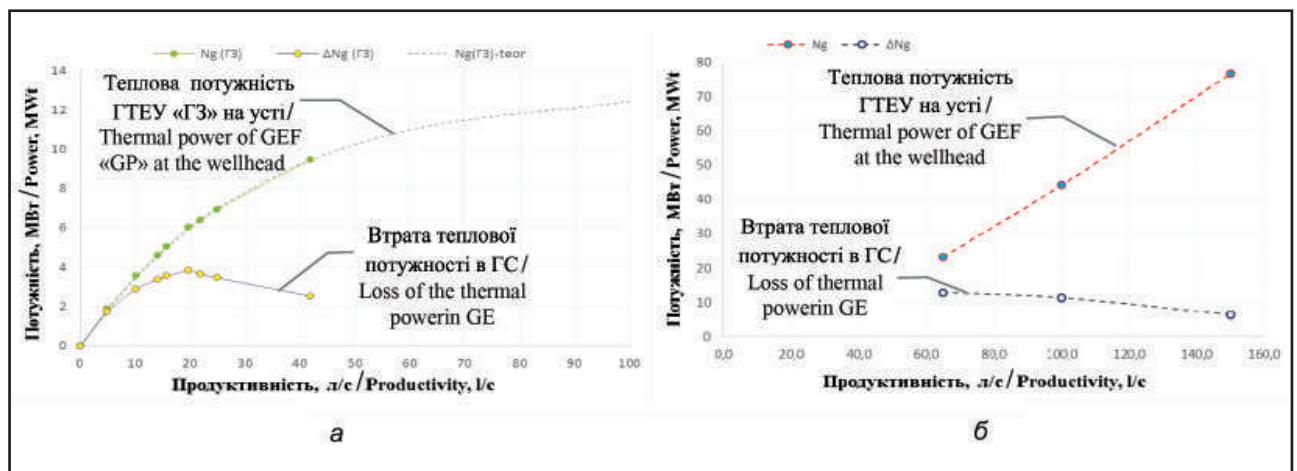 Ng (ГЗ) ΔNg (ГЗ) Ng(ГЗ)-теор
14
12
10
8
6
4
2
0
Потужність, МВт / Power, MWt
Теплова потужність
ГТЕУ «ГЗ» на усті/
Thermal power of GEF
«GP» at the wellhead
Втрата теплової
потужності в ГС/
Loss of the thermal
powerin GE
0 10 20 30 40 50 60 70 80 90 100
Продуктивність, л/с / Productivity, l/c
а
Ng ΔNg
80
70
60
50
40
30
20
10
0
Потужність, МВт / Power, MWt
Теплова потужність
ГТЕУ на усті /
Thermal power of GEF
at the wellhead
Втрата теплової
потужності в ГС/
Loss of the thermal
powerin GE
0,0 20,0 40,0 60,0 80,0 100,0 120,0 140,0 160,0
Продуктивність, л/с / Productivity, l/c
б